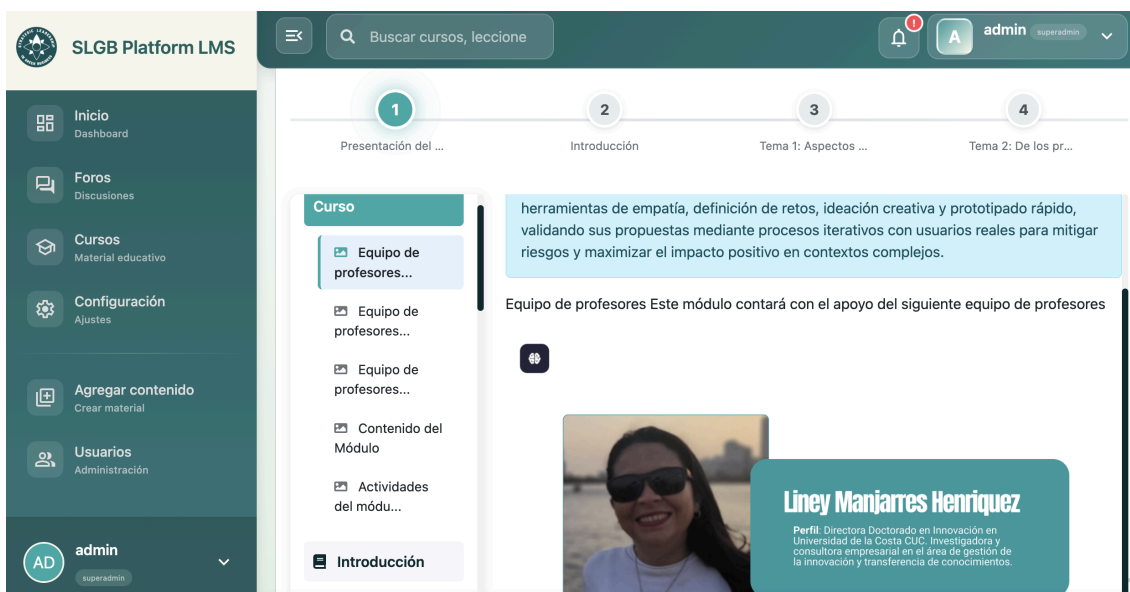 SLGB Platform LMS
Buscar cursos, leccione
!
A
admin superadmin
Inicio
Dashboard
Foros
Discusiones
Cursos
Material educativo
Configuración
Ajustes
Agregar contenido
Crear material
Usuarios
Administración
AD
admin
superadmin
1
2
3
4
Presentación del ...
Introducción
Tema 1: Aspectos ...
Tema 2: De los pr...
Curso
Equipo de
profesores...
Equipo de
profesores...
Equipo de
profesores...
Contenido del
Módulo
Actividades
del módu...
Introducción
herramientas de empatía, definición de retos, ideación creativa y prototipado rápido,
validando sus propuestas mediante procesos iterativos con usuarios reales para mitigar
riesgos y maximizar el impacto positivo en contextos complejos.
Equipo de profesores Este módulo contará con el apoyo del siguiente equipo de profesores
Liney Manjarres Henriquez
Perfil: Directora Doctorado en Innovación en
Universidad de la Costa CUC. Investigadora y
consultora empresarial en el área de gestión de
la innovación y transferencia de conocimientos.